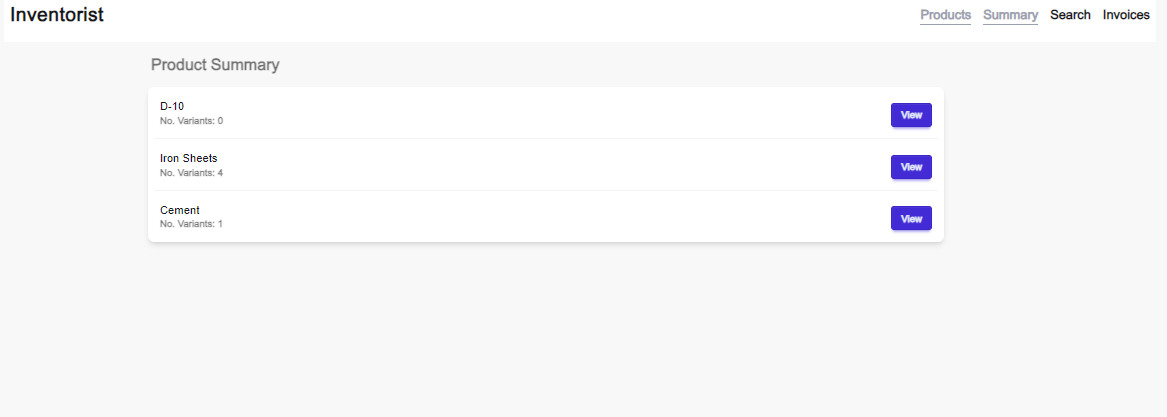 Inventorist
Products Summary Search Invoices
Product Summary
D-10
No. Variants: 0
View
Iron Sheets
No. Variants: 4
View
Cement
No. Variants: 1
View